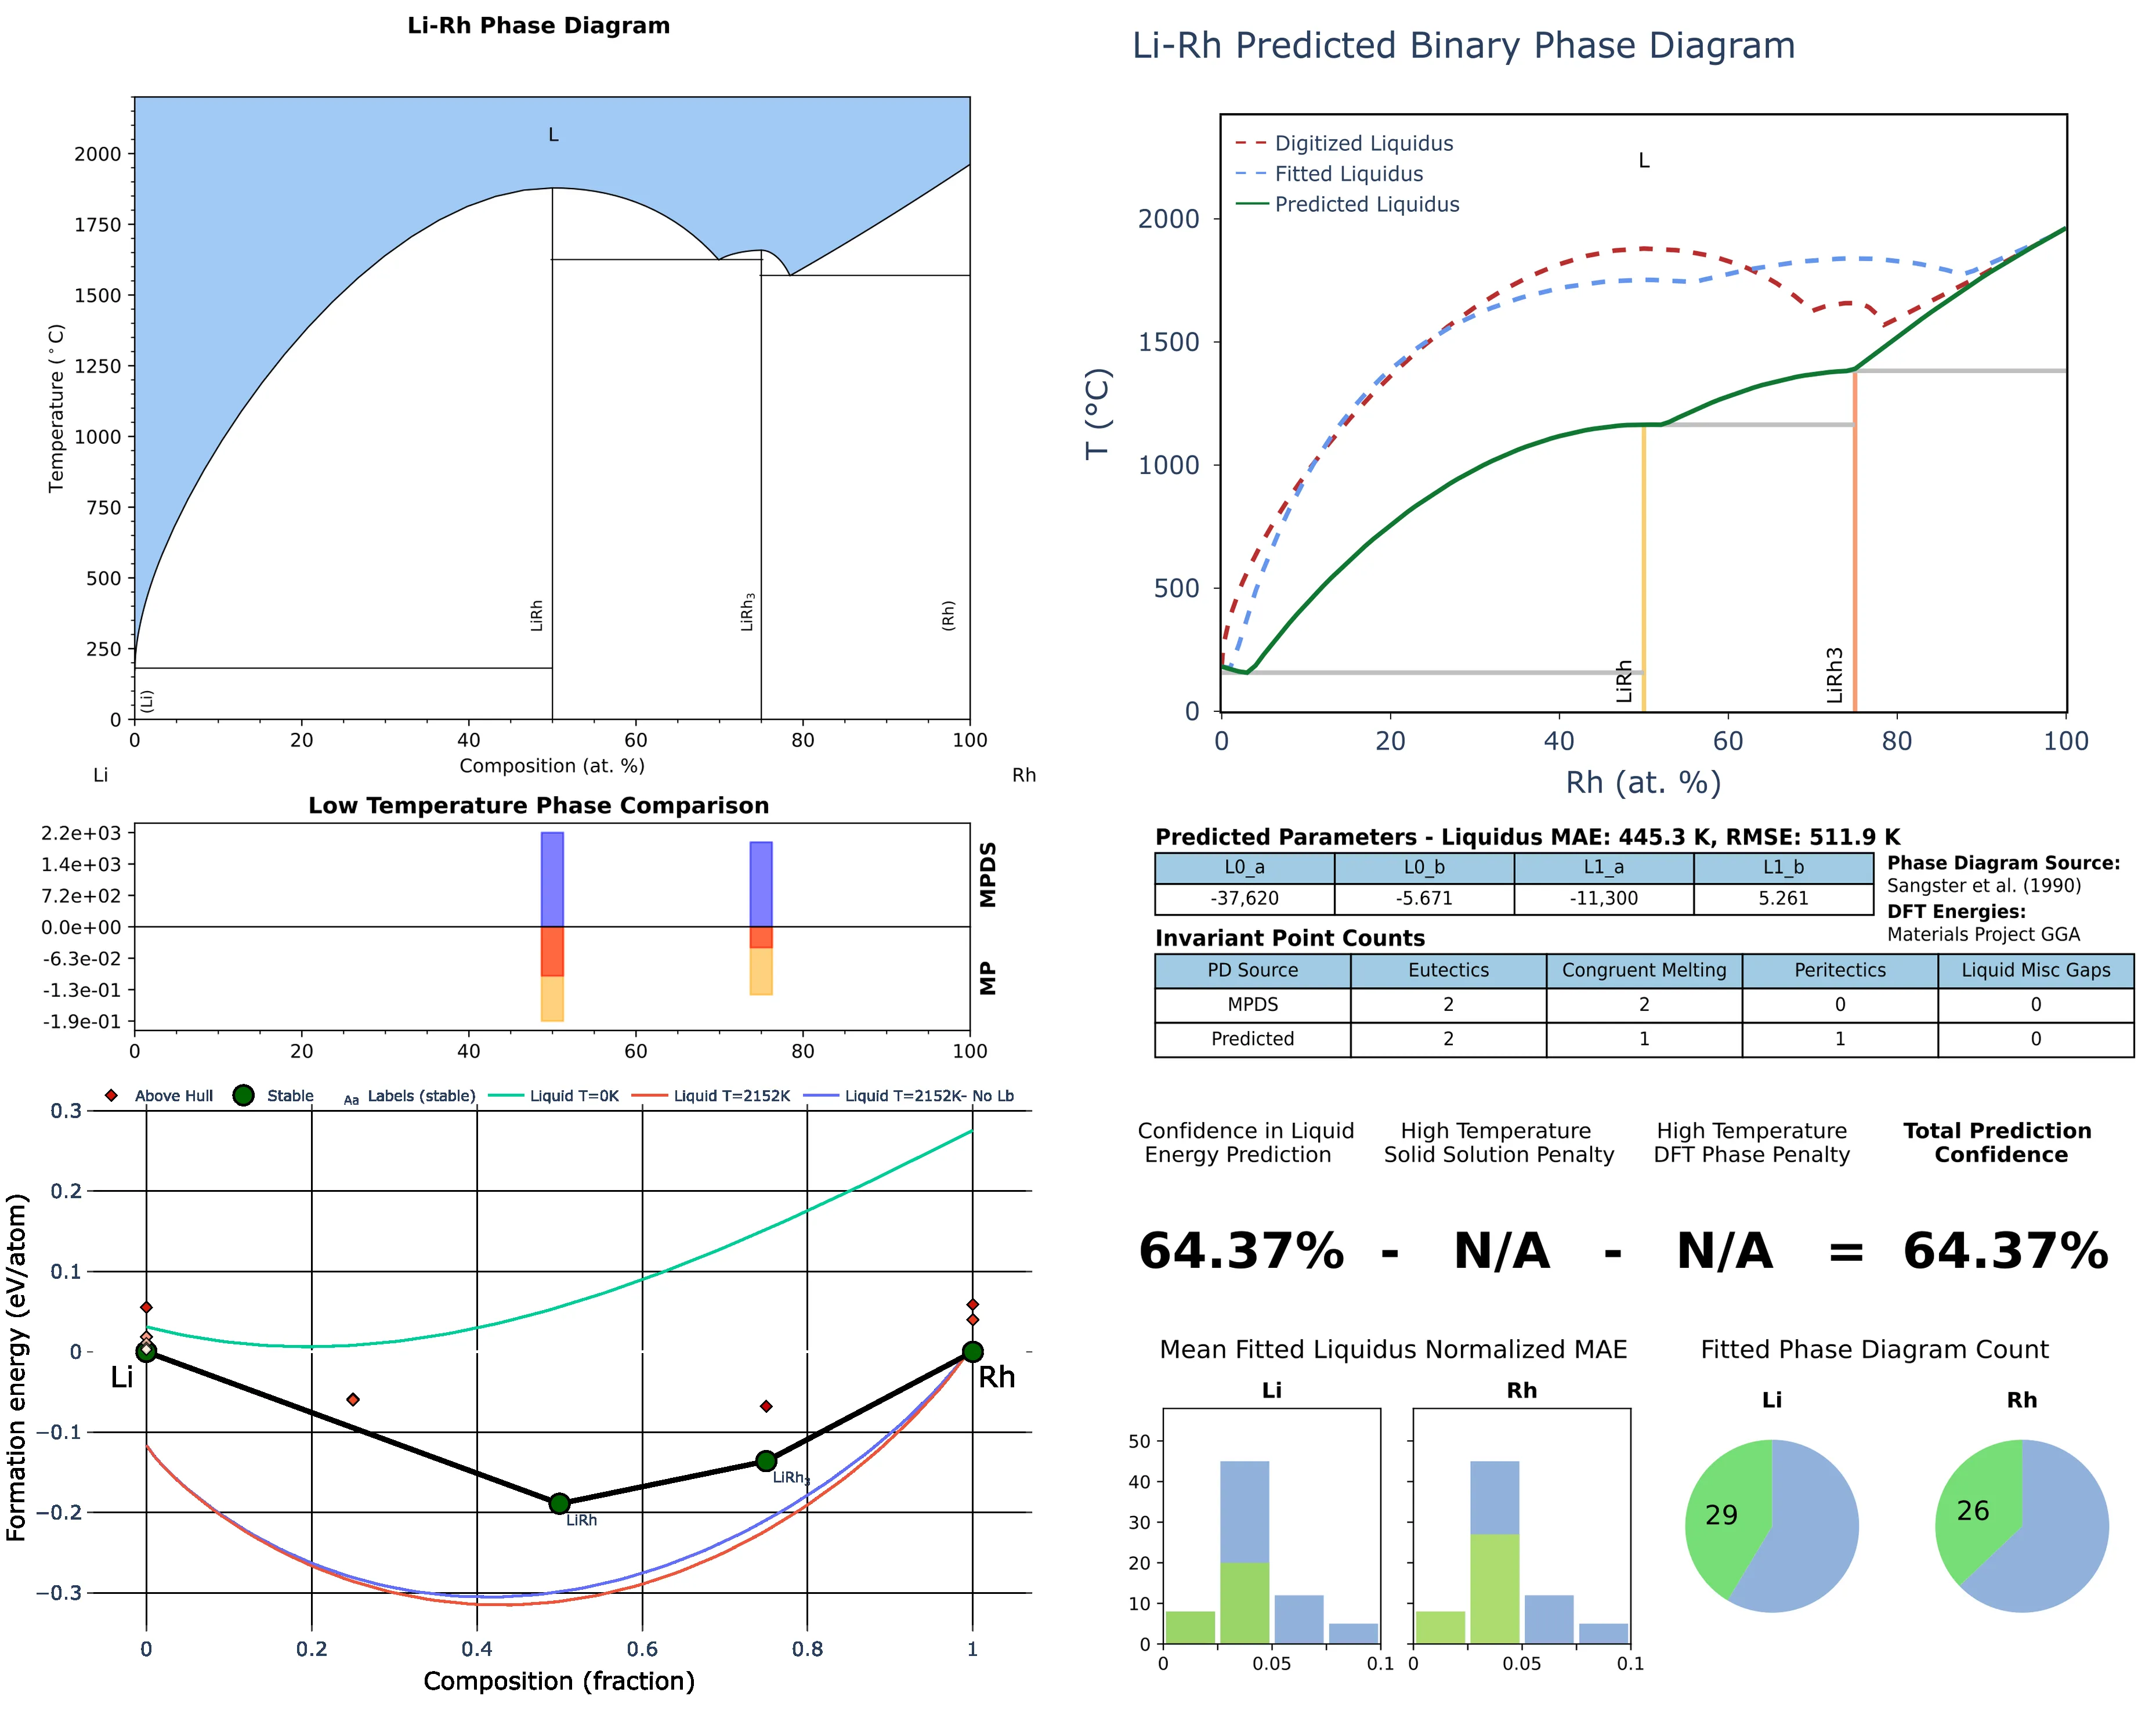 Li-Rh Phase Diagram
L
2000
1750
1500
1250
1000
750
500
250
0
Temperature (°C)
LiRh
LiRh3
(Rh)
(Li)
0 20 40 60 80 100
Composition (at. %)
Li Rh
Low Temperature Phase Comparison
2.2e+03
1.4e+03
7.2e+02
0.0e+00
-6.3e-02
-1.3e-01
-1.9e-01
MPDS
MP
0 20 40 60 80 100
Above Hull Stable Aa Labels (stable) Liquid T=0K Liquid T=2152K Liquid T=2152K- No Lb
0.3
0.2
0.1
0
−0.1
−0.2
−0.3
Formation energy (eV/atom)
Li
Rh
LiRh
LiRh3
0 0.2 0.4 0.6 0.8 1
Composition (fraction)
Li-Rh Predicted Binary Phase Diagram
Digitized Liquidus
Fitted Liquidus
Predicted Liquidus
L
2000
1500
1000
500
0
T (°C)
LiRh
LiRh3
0 20 40 60 80 100
Rh (at. %)
Predicted Parameters - Liquidus MAE: 445.3 K, RMSE: 511.9 K
L0_a L0_b L1_a L1_b
-37,620 -5.671 -11,300 5.261
Phase Diagram Source:
Sangster et al. (1990)
DFT Energies:
Materials Project GGA
Invariant Point Counts
PD Source Eutectics Congruent Melting Peritectics Liquid Misc Gaps
MPDS 2 2 0 0
Predicted 2 1 1 0
Confidence in Liquid
Energy Prediction
High Temperature
Solid Solution Penalty
High Temperature
DFT Phase Penalty
Total Prediction
Confidence
64.37% - N/A - N/A = 64.37%
Mean Fitted Liquidus Normalized MAE
Li
Rh
50
40
30
20
10
0
0 0.05 0.1
0 0.05 0.1
Fitted Phase Diagram Count
Li
Rh
29
26